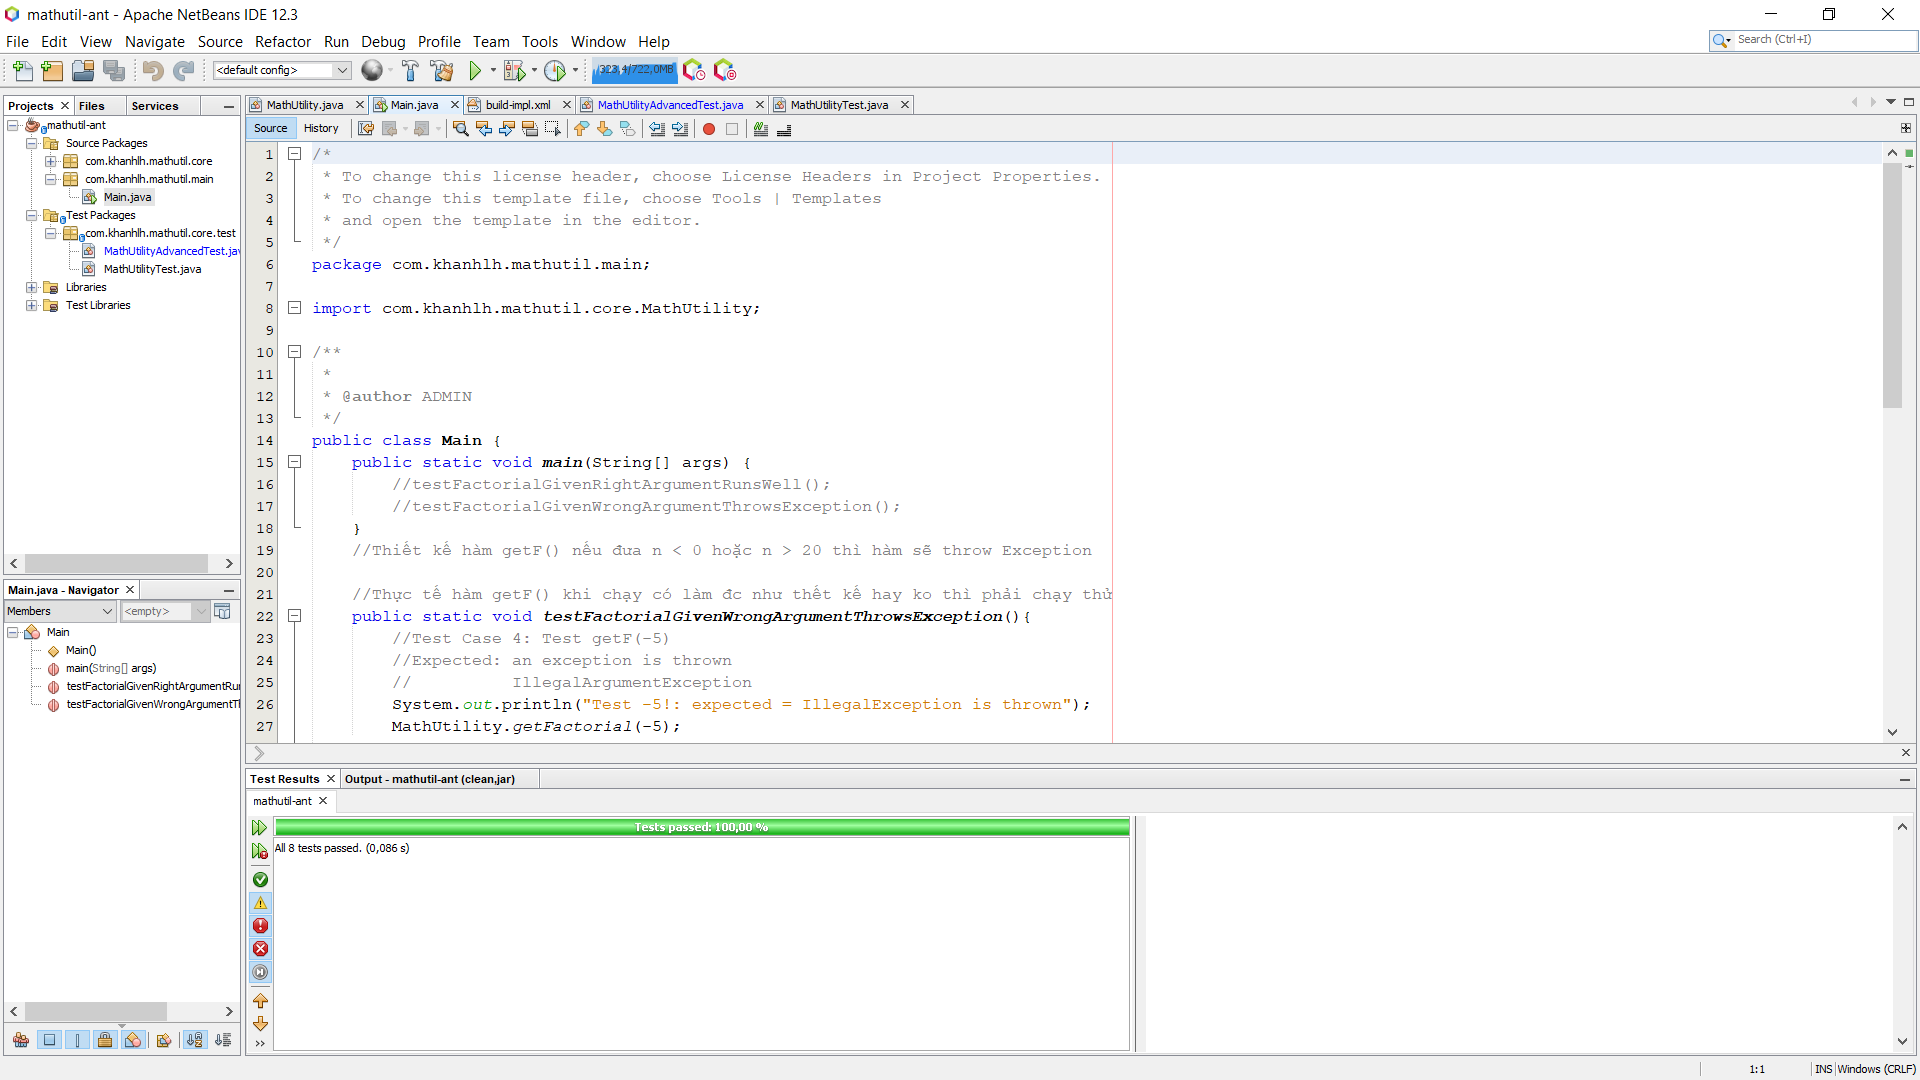 mathutil-ant - Apache NetBeans IDE 12.3
File Edit View Navigate Source Refactor Run Debug Profile Team Tools Window Help
Search (Ctrl+I)
<default config>
323,4/722,0MB
Projects Files Services
mathutil-ant
Source Packages
com.khanhlh.mathutil.core
com.khanhlh.mathutil.main
Main.java
Test Packages
com.khanhlh.mathutil.core.test
MathUtilityAdvancedTest.jav
MathUtilityTest.java
Libraries
Test Libraries
Main.java - Navigator
Members <empty>
Main
Main()
main(String[] args)
testFactorialGivenRightArgumentRu
testFactorialGivenWrongArgumentT
MathUtility.java Main.java build-impl.xml MathUtilityAdvancedTest.java MathUtilityTest.java
Source History
1 /*
2 * To change this license header, choose License Headers in Project Properties.
3 * To change this template file, choose Tools | Templates
4 * and open the template in the editor.
5 */
6 package com.khanhlh.mathutil.main;
7
8 import com.khanhlh.mathutil.core.MathUtility;
9
10 /**
11 *
12 * @author ADMIN
13 */
14 public class Main {
15 public static void main(String[] args) {
16 //testFactorialGivenRightArgumentRunsWell();
17 //testFactorialGivenWrongArgumentThrowsException();
18 }
19 //Thiết kế hàm getF() nếu đưa n < 0 hoặc n > 20 thì hàm sẽ throw Exception
20
21 //Thực tế hàm getF() khi chạy có làm đc như thết kế hay ko thì phải chạy thử
22 public static void testFactorialGivenWrongArgumentThrowsException(){
23 //Test Case 4: Test getF(-5)
24 //Expected: an exception is thrown
25 // IllegalArgumentException
26 System.out.println("Test -5!: expected = IllegalException is thrown");
27 MathUtility.getFactorial(-5);
Test Results Output - mathutil-ant (clean,jar)
mathutil-ant
Tests passed: 100,00 %
All 8 tests passed. (0,086 s)
1:1 INS Windows (CRLF)